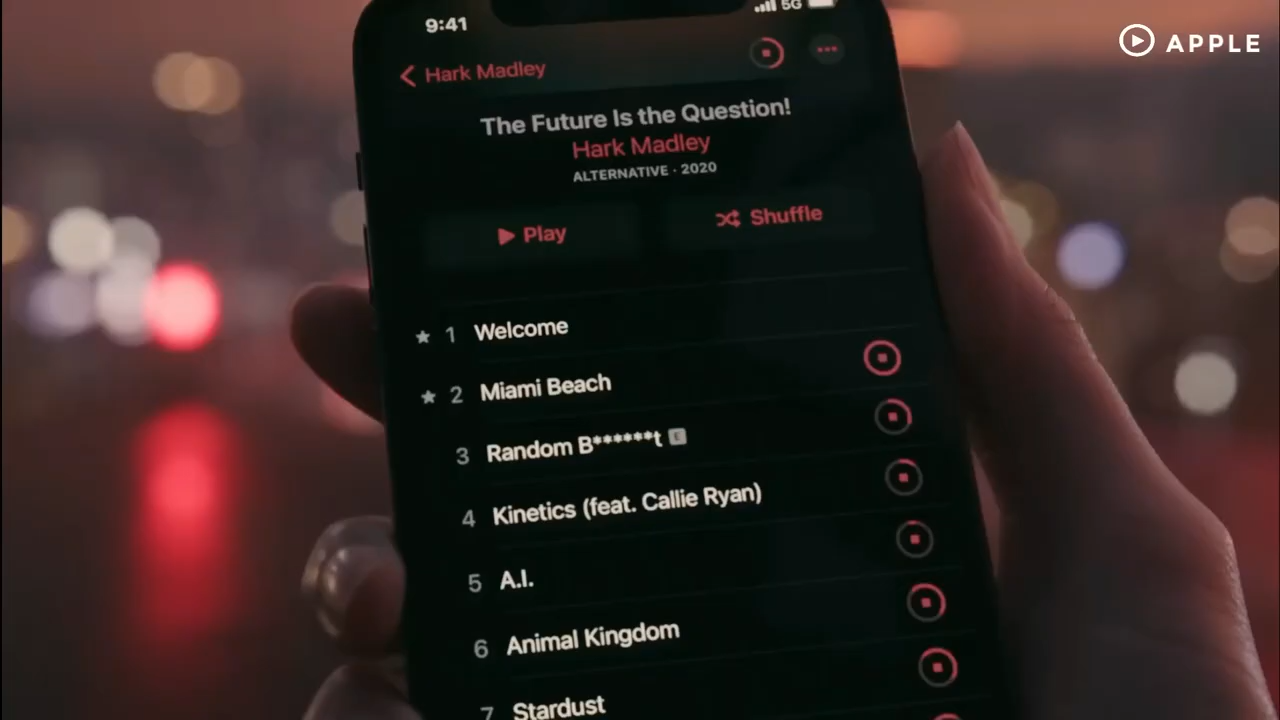 9:41
5G
APPLE
Hark Madley
The Future Is the Question!
Hark Madley
ALTERNATIVE · 2020
Play
Shuffle
★ 1 Welcome
★ 2 Miami Beach
3 Random B******t E
4 Kinetics (feat. Callie Ryan)
5 A.I.
6 Animal Kingdom
7 Stardust